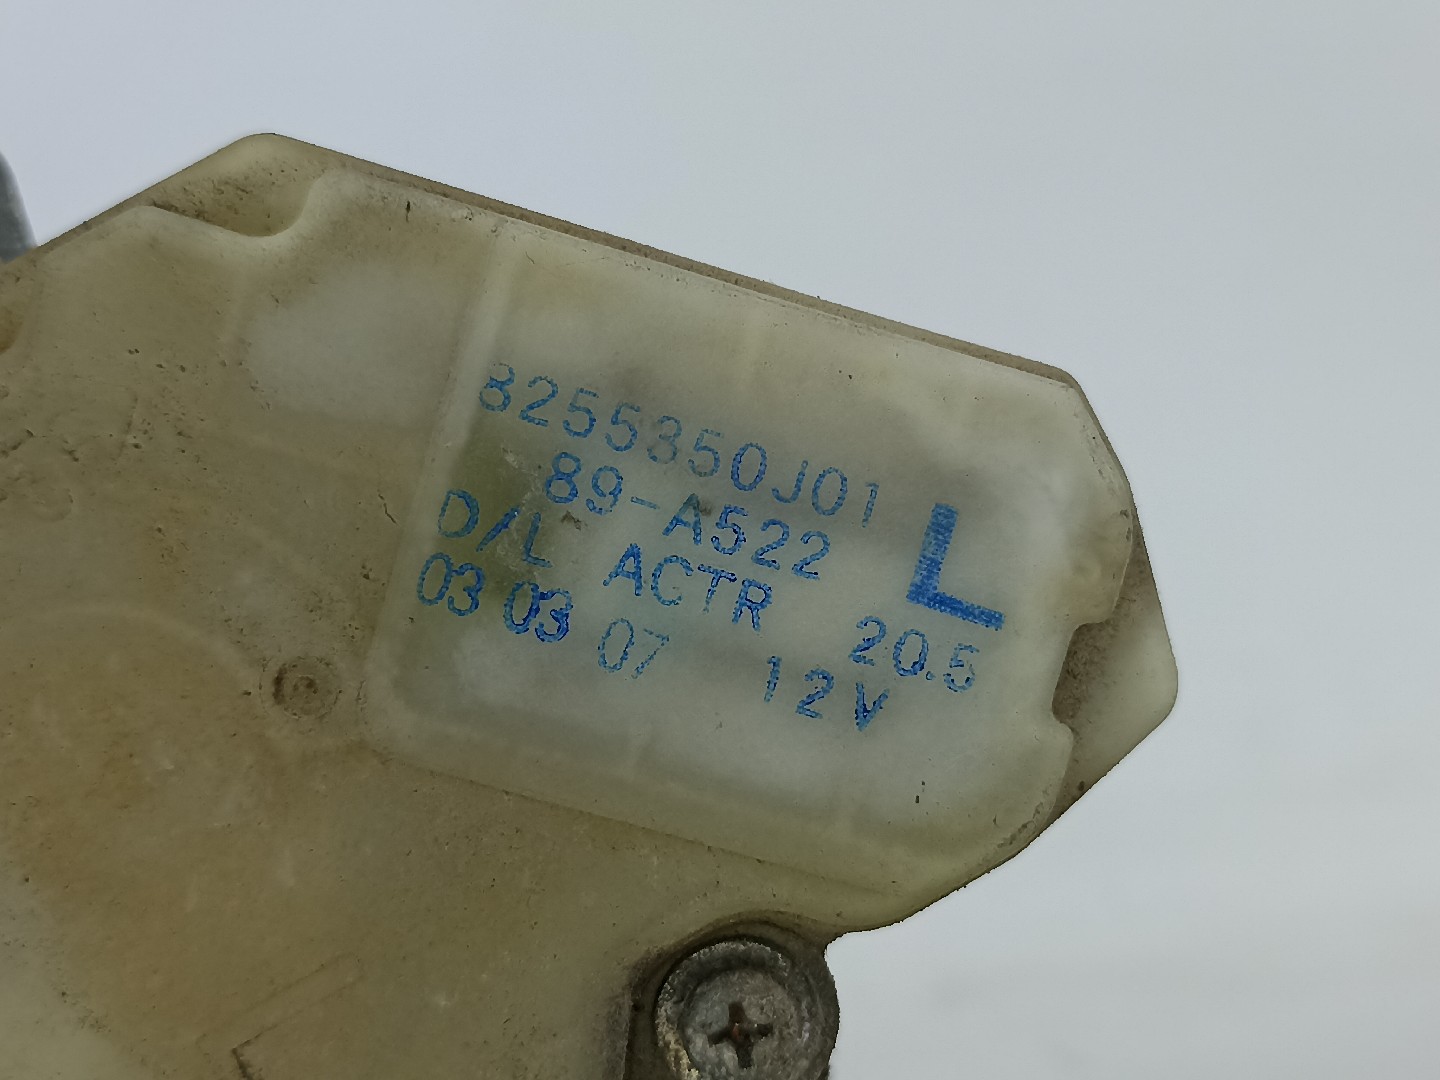 8255350J01
89-A522
L
D/L ACTR 20.5
03 03 07 12V